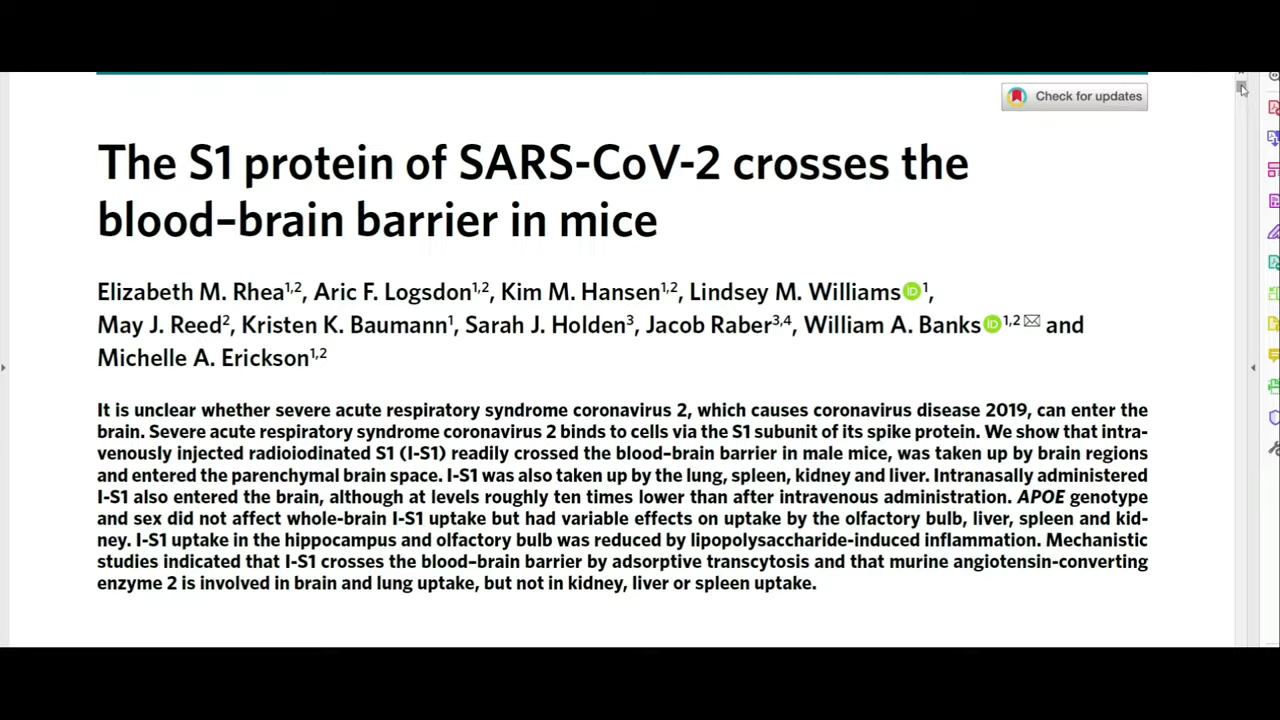 Check for updates
The S1 protein of SARS-CoV-2 crosses the
blood–brain barrier in mice
Elizabeth M. Rhea1,2, Aric F. Logsdon1,2, Kim M. Hansen1,2, Lindsey M. Williams1,
May J. Reed2, Kristen K. Baumann1, Sarah J. Holden3, Jacob Raber3,4, William A. Banks1,2✉ and
Michelle A. Erickson1,2
It is unclear whether severe acute respiratory syndrome coronavirus 2, which causes coronavirus disease 2019, can enter the
brain. Severe acute respiratory syndrome coronavirus 2 binds to cells via the S1 subunit of its spike protein. We show that intra-
venously injected radioiodinated S1 (I-S1) readily crossed the blood–brain barrier in male mice, was taken up by brain regions
and entered the parenchymal brain space. I-S1 was also taken up by the lung, spleen, kidney and liver. Intranasally administered
I-S1 also entered the brain, although at levels roughly ten times lower than after intravenous administration. APOE genotype
and sex did not affect whole-brain I-S1 uptake but had variable effects on uptake by the olfactory bulb, liver, spleen and kid-
ney. I-S1 uptake in the hippocampus and olfactory bulb was reduced by lipopolysaccharide-induced inflammation. Mechanistic
studies indicated that I-S1 crosses the blood–brain barrier by adsorptive transcytosis and that murine angiotensin-converting
enzyme 2 is involved in brain and lung uptake, but not in kidney, liver or spleen uptake.